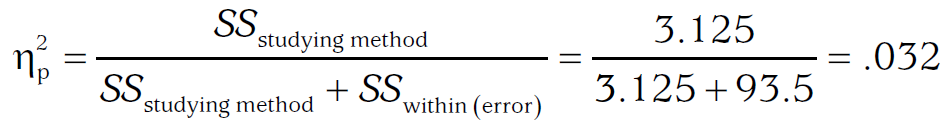 η²ₚ = SS studying method / (SS studying method + SS within (error)) = 3.125 / (3.125 + 93.5) = .032